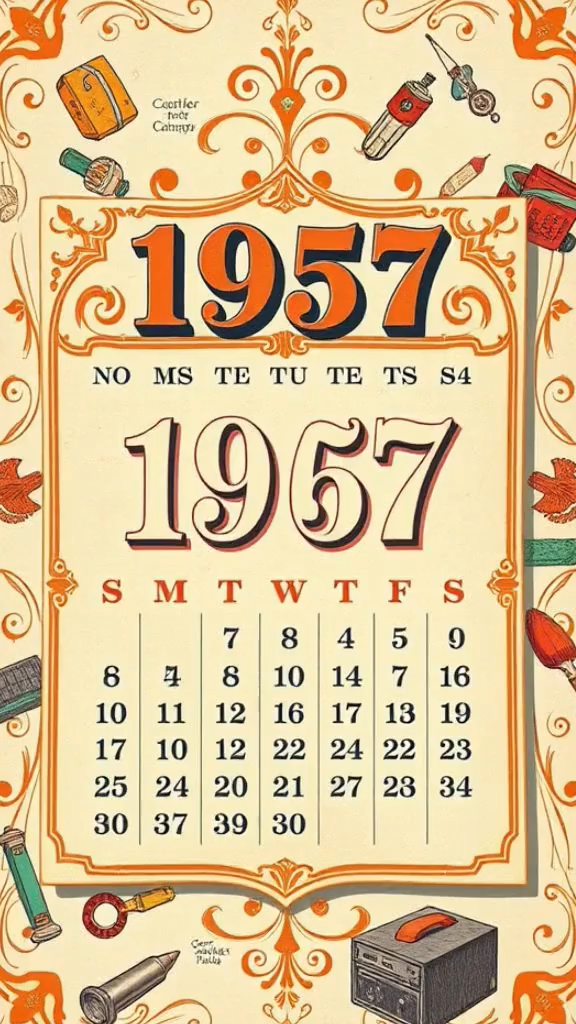 1957
NO MS TE TU TE TS S4
1967
S M T W T F S
7 8 4 5 9
8 4 8 10 14 7 16
10 11 12 16 17 13 19
17 10 12 22 24 22 23
25 24 20 21 27 23 34
30 37 39 30